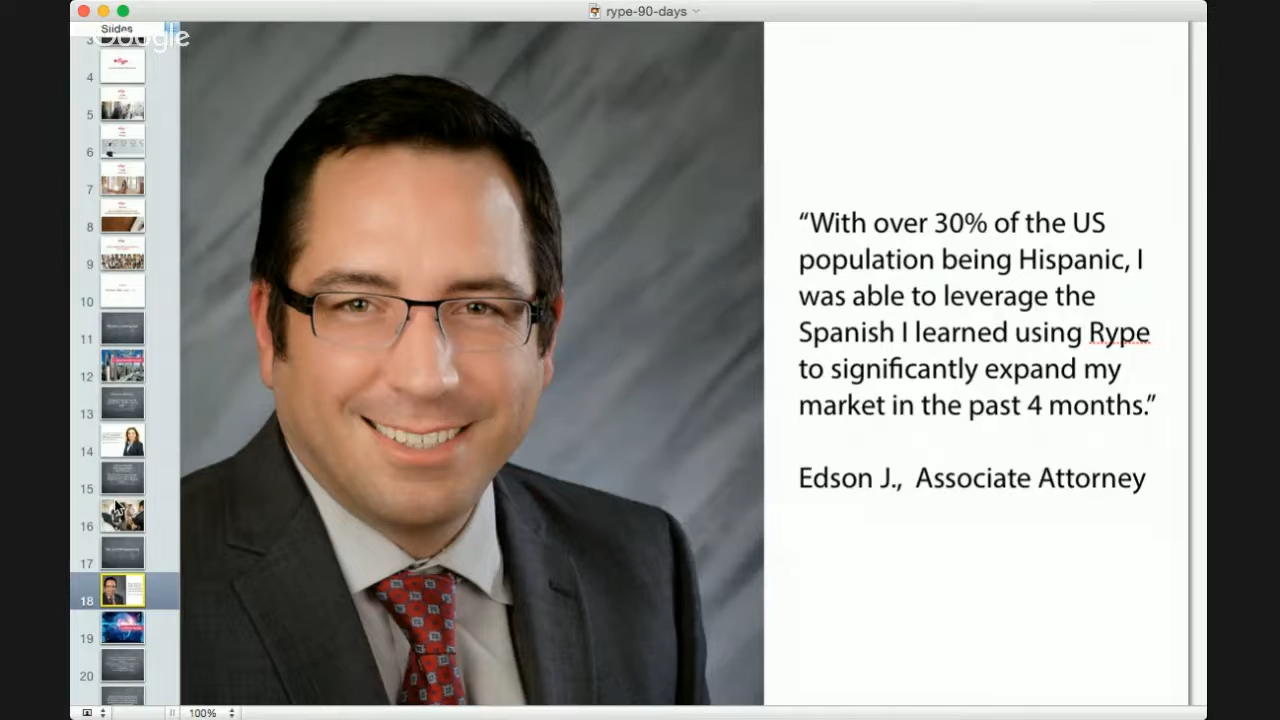 rype-90-days
Slides
Google
3
4
5
6
7
8
9
10
11
12
13
14
15
16
17
18
19
20
“With over 30% of the US
population being Hispanic, I
was able to leverage the
Spanish I learned using Rype
to significantly expand my
market in the past 4 months.”
Edson J.,  Associate Attorney
100%